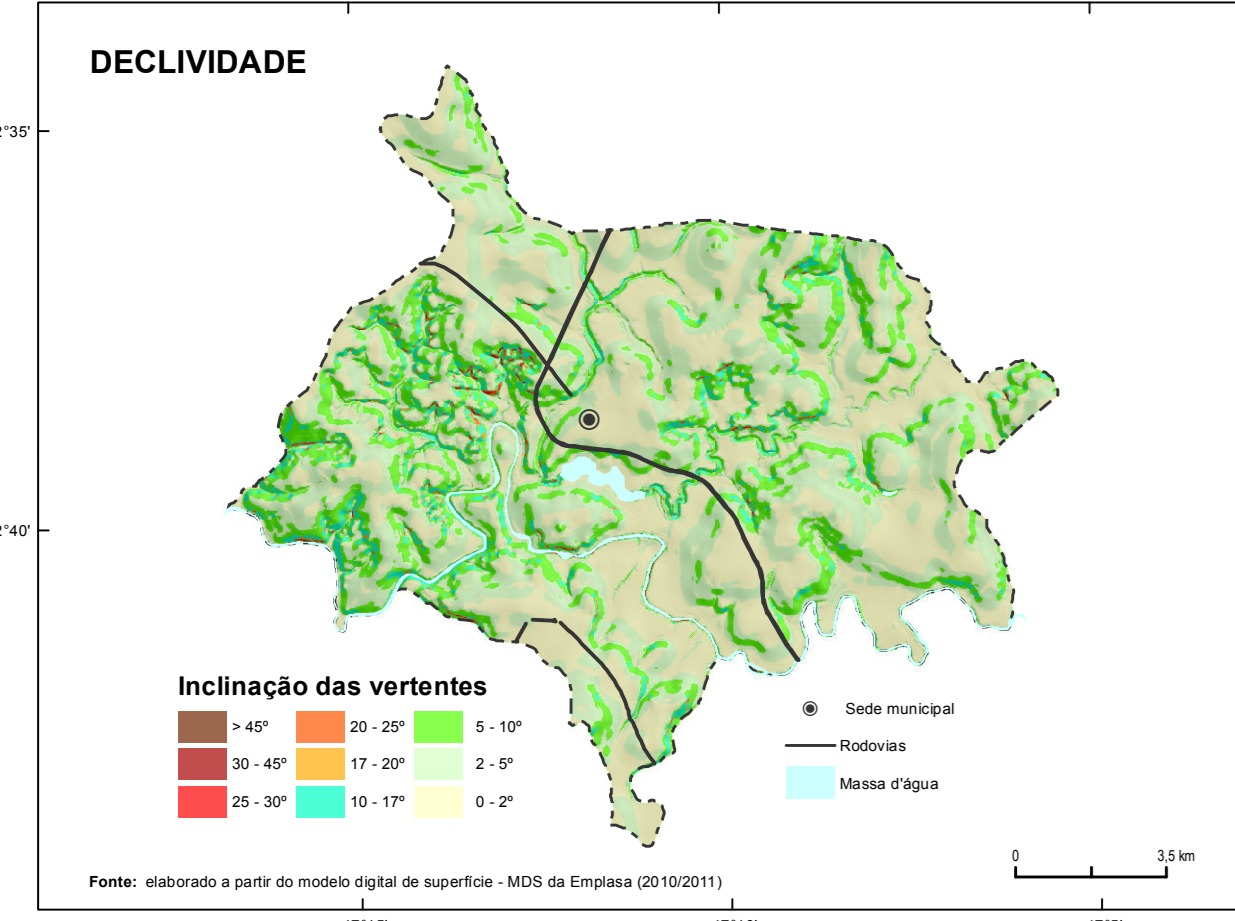 DECLIVIDADE
2°35'
2°40'
Inclinação das vertentes
> 45º
20 - 25º
5 - 10º
30 - 45º
17 - 20º
2 - 5º
25 - 30º
10 - 17º
0 - 2º
Sede municipal
Rodovias
Massa d'água
0
3,5 km
Fonte: elaborado a partir do modelo digital de superfície - MDS da Emplasa (2010/2011)